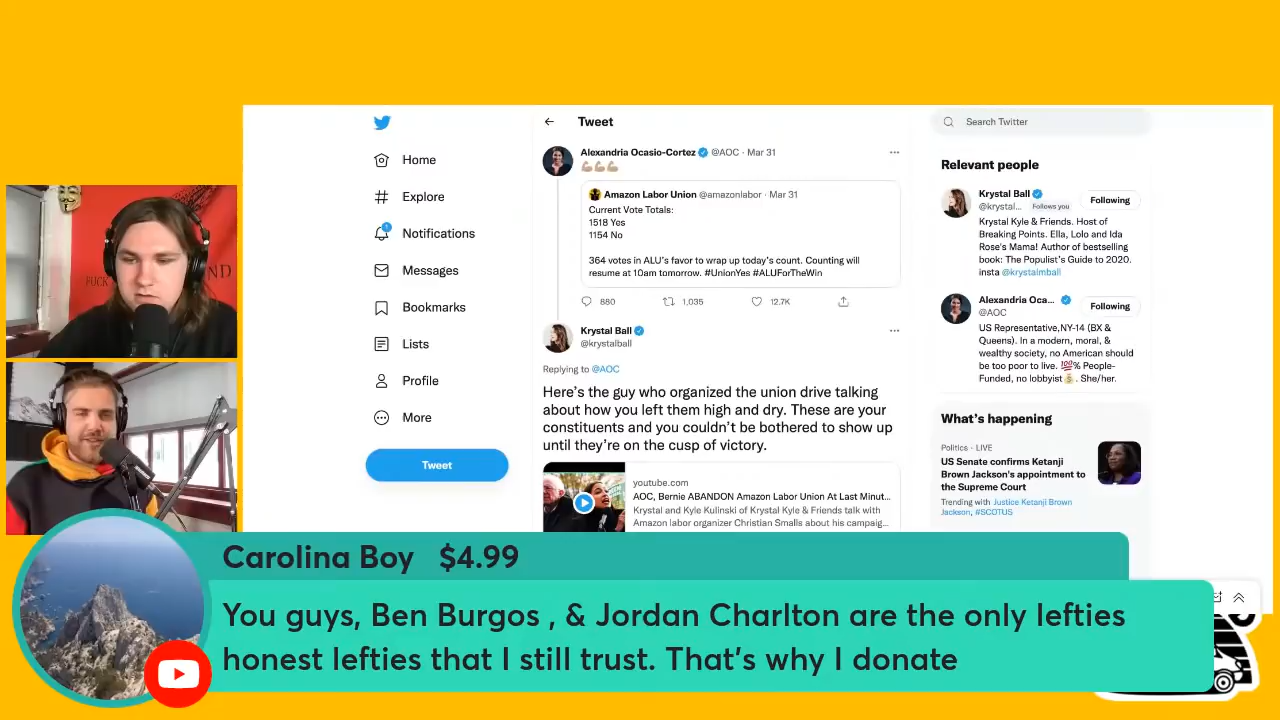 Home
Explore
Notifications
Messages
Bookmarks
Lists
Profile
More
Tweet
Tweet
Alexandria Ocasio-Cortez @AOC · Mar 31
Amazon Labor Union @amazonlabor · Mar 31
Current Vote Totals:
1518 Yes
1154 No
364 votes in ALU's favor to wrap up today's count. Counting will
resume at 10am tomorrow. #UnionYes #ALUForTheWin
880 1,035 12.7K
Krystal Ball
@krystalball
Replying to @AOC
Here's the guy who organized the union drive talking
about how you left them high and dry. These are your
constituents and you couldn't be bothered to show up
until they're on the cusp of victory.
youtube.com
AOC, Bernie ABANDON Amazon Labor Union At Last Minut...
Krystal and Kyle Kulinski of Krystal Kyle & Friends talk with
Amazon labor organizer Christian Smalls about his campaig...
Search Twitter
Relevant people
Krystal Ball
@krystal... Follows you
Following
Krystal Kyle & Friends. Host of
Breaking Points. Ella, Lolo and Ida
Rose's Mama! Author of bestselling
book: The Populist's Guide to 2020.
insta @krystalmball
Alexandria Oca...
@AOC
Following
US Representative,NY-14 (BX &
Queens). In a modern, moral, &
wealthy society, no American should
be too poor to live. 💯% People-
Funded, no lobbyist💰. She/her.
What's happening
Politics · LIVE
US Senate confirms Ketanji
Brown Jackson's appointment to
the Supreme Court
Trending with Justice Ketanji Brown
Jackson, #SCOTUS
FUCK
ND
Carolina Boy $4.99
You guys, Ben Burgos , & Jordan Charlton are the only lefties
honest lefties that I still trust. That's why I donate